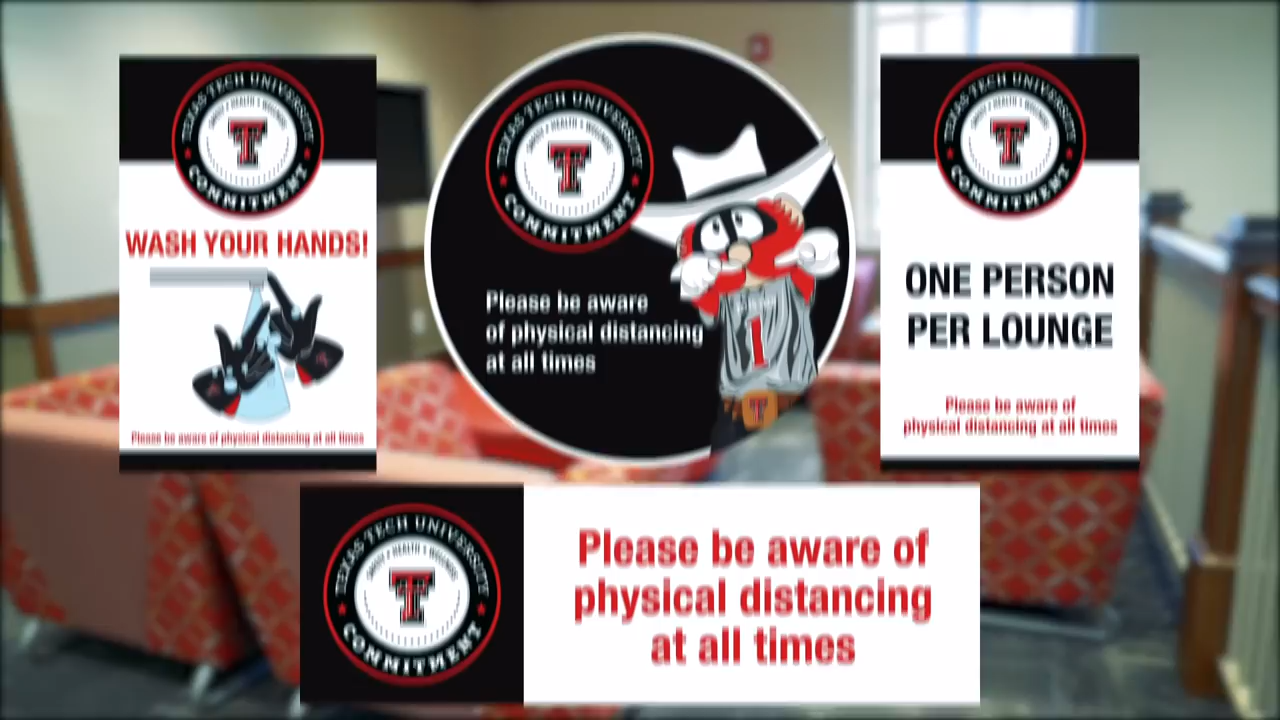 TEXAS TECH UNIVERSITY
T
COMMITMENT
WASH YOUR HANDS!
Please be aware of physical distancing at all times
TEXAS TECH UNIVERSITY
T
COMMITMENT
Please be aware
of physical distancing
at all times
1
T
TEXAS TECH UNIVERSITY
T
COMMITMENT
ONE PERSON
PER LOUNGE
Please be aware of
physical distancing at all times
TEXAS TECH UNIVERSITY
T
COMMITMENT
Please be aware of
physical distancing
at all times